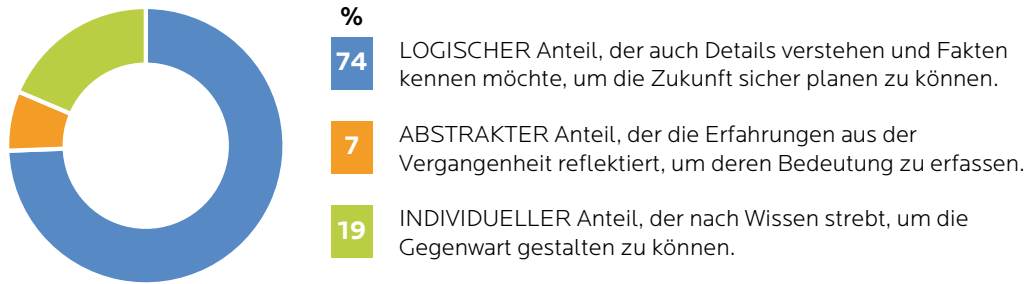 %
74
LOGISCHER Anteil, der auch Details verstehen und Fakten
kennen möchte, um die Zukunft sicher planen zu können.
7
ABSTRAKTER Anteil, der die Erfahrungen aus der
Vergangenheit reflektiert, um deren Bedeutung zu erfassen.
19
INDIVIDUELLER Anteil, der nach Wissen strebt, um die
Gegenwart gestalten zu können.